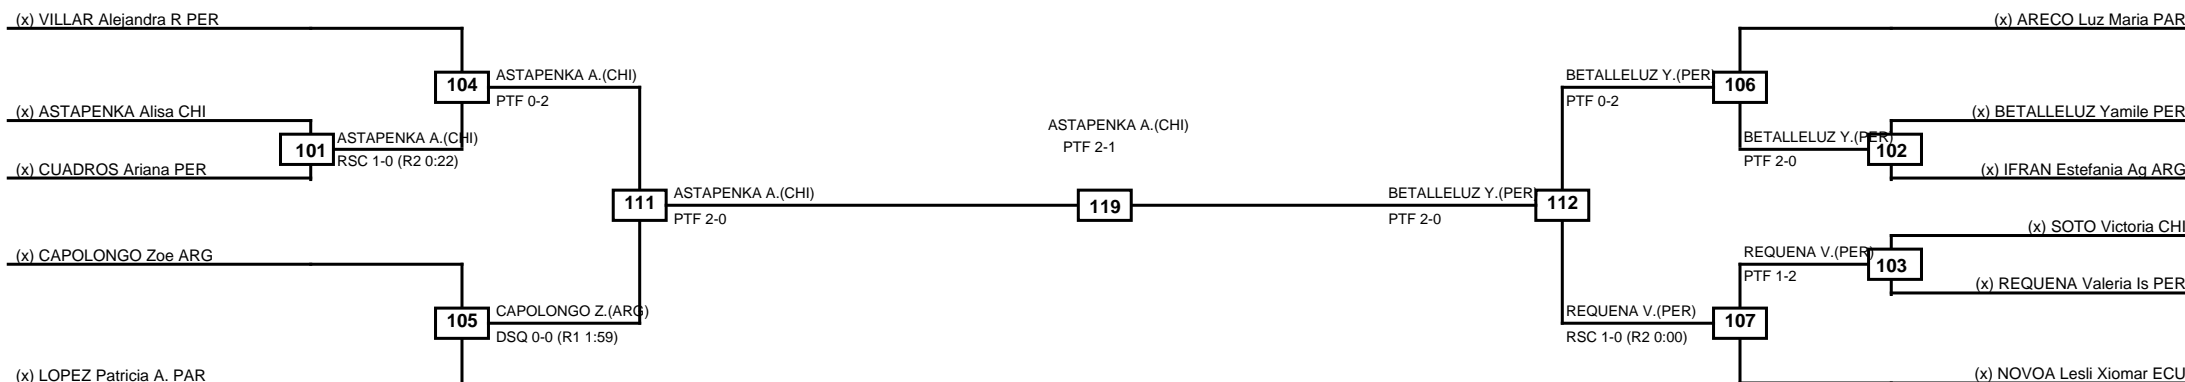 (x) VILLAR Alejandra R PER
(x) ARECO Luz Maria PAR
104
ASTAPENKA A.(CHI)
PTF 0-2
BETALLELUZ Y.(PER)
PTF 0-2
106
(x) ASTAPENKA Alisa CHI
ASTAPENKA A.(CHI)
PTF 2-1
(x) BETALLELUZ Yamile PER
101
ASTAPENKA A.(CHI)
RSC 1-0 (R2 0:22)
BETALLELUZ Y.(PER)
PTF 2-0
102
(x) CUADROS Ariana PER
(x) IFRAN Estefania Ag ARG
111
ASTAPENKA A.(CHI)
PTF 2-0
119
BETALLELUZ Y.(PER)
PTF 2-0
112
(x) SOTO Victoria CHI
(x) CAPOLONGO Zoe ARG
REQUENA V.(PER)
PTF 1-2
103
(x) REQUENA Valeria Is PER
105
CAPOLONGO Z.(ARG)
DSQ 0-0 (R1 1:59)
REQUENA V.(PER)
RSC 1-0 (R2 0:00)
107
(x) LOPEZ Patricia A. PAR
(x) NOVOA Lesli Xiomar ECU